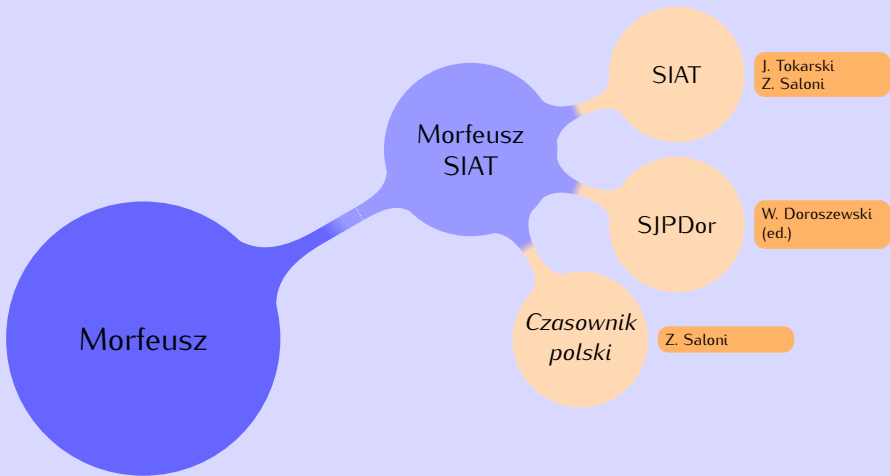 SIAT
J. Tokarski
Z. Saloni
Morfeusz
SIAT
SJPDor
W. Doroszewski
(ed.)
Czasownik
polski
Z. Saloni
Morfeusz